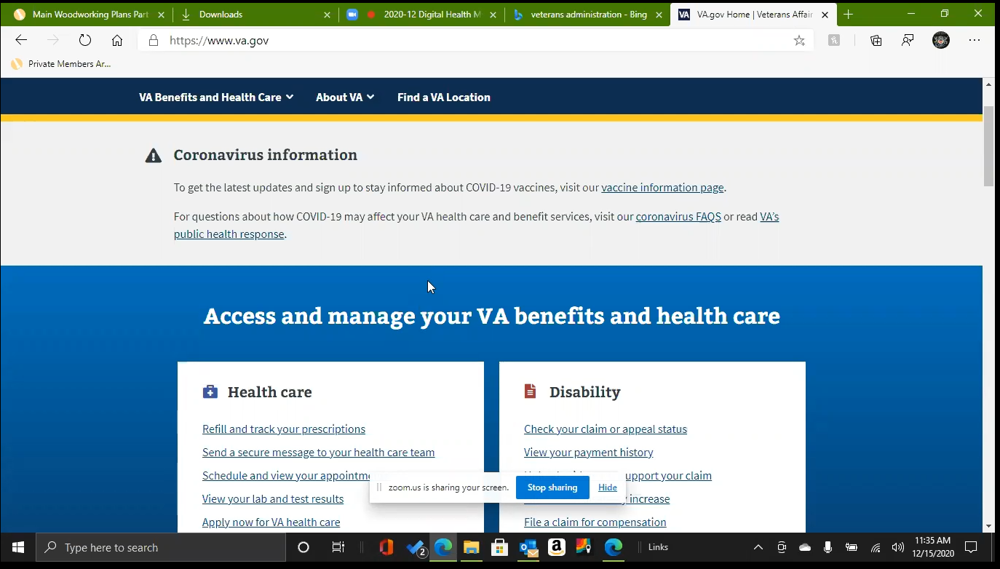 Main Woodworking Plans Part
Downloads
2020-12 Digital Health M
veterans administration - Bing
VA
VA.gov Home | Veterans Affair
https://www.va.gov
Private Members Ar...
VA Benefits and Health Care
About VA
Find a VA Location
Coronavirus information
To get the latest updates and sign up to stay informed about COVID-19 vaccines, visit our vaccine information page.
For questions about how COVID-19 may affect your VA health care and benefit services, visit our coronavirus FAQS or read VA's
public health response.
Access and manage your VA benefits and health care
Health care
Refill and track your prescriptions
Send a secure message to your health care team
Schedule and view your appointme
View your lab and test results
Apply now for VA health care
Disability
Check your claim or appeal status
View your payment history
upport your claim
increase
File a claim for compensation
zoom.us is sharing your screen.
Stop sharing
Hide
Type here to search
2
Links
11:35 AM
12/15/2020